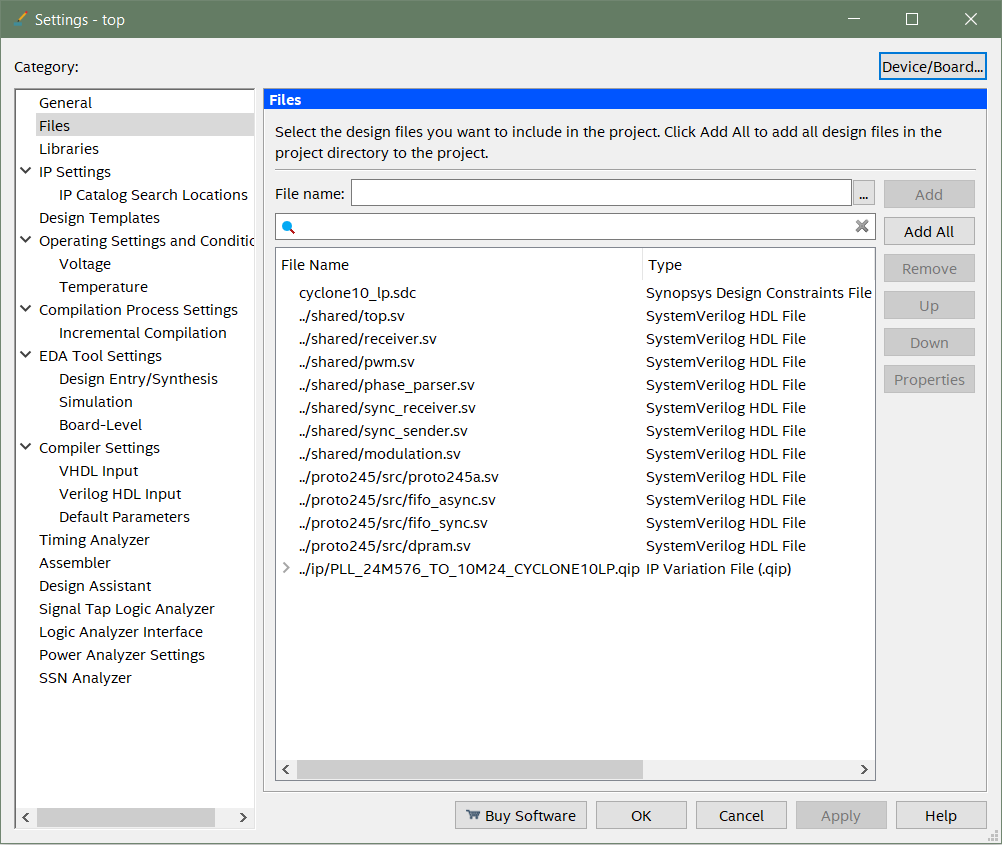 Settings - top
Category:
Device/Board...
General
Files
Libraries
IP Settings
IP Catalog Search Locations
Design Templates
Operating Settings and Conditic
Voltage
Temperature
Compilation Process Settings
Incremental Compilation
EDA Tool Settings
Design Entry/Synthesis
Simulation
Board-Level
Compiler Settings
VHDL Input
Verilog HDL Input
Default Parameters
Timing Analyzer
Assembler
Design Assistant
Signal Tap Logic Analyzer
Logic Analyzer Interface
Power Analyzer Settings
SSN Analyzer
Files
Select the design files you want to include in the project. Click Add All to add all design files in the
project directory to the project.
File name:
...
Add
Add All
Remove
Up
Down
Properties
File Name Type
cyclone10_lp.sdc Synopsys Design Constraints File
../shared/top.sv SystemVerilog HDL File
../shared/receiver.sv SystemVerilog HDL File
../shared/pwm.sv SystemVerilog HDL File
../shared/phase_parser.sv SystemVerilog HDL File
../shared/sync_receiver.sv SystemVerilog HDL File
../shared/sync_sender.sv SystemVerilog HDL File
../shared/modulation.sv SystemVerilog HDL File
../proto245/src/proto245a.sv SystemVerilog HDL File
../proto245/src/fifo_async.sv SystemVerilog HDL File
../proto245/src/fifo_sync.sv SystemVerilog HDL File
../proto245/src/dpram.sv SystemVerilog HDL File
../ip/PLL_24M576_TO_10M24_CYCLONE10LP.qip IP Variation File (.qip)
Buy Software
OK
Cancel
Apply
Help